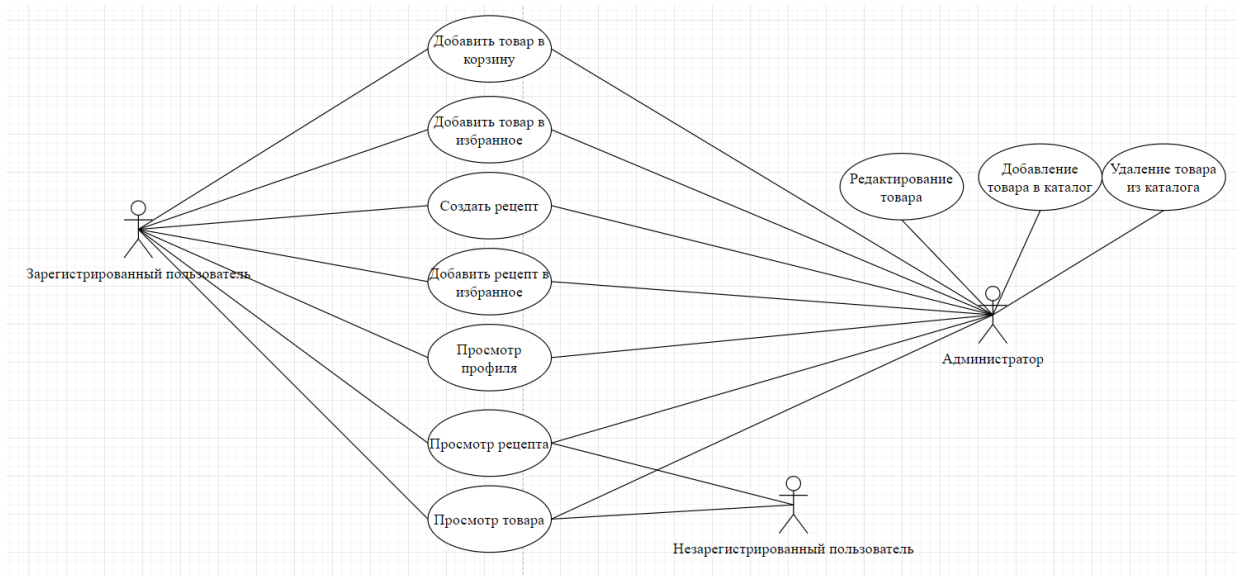 Добавить товар в
корзину
Добавить товар в
избранное
Создать рецепт
Добавить рецепт в
избранное
Просмотр
профиля
Просмотр рецепта
Просмотр товара
Зарегистрированный пользователь
Редактирование
товара
Добавление
товара в каталог
Удаление товара
из каталога
Администратор
Незарегистрированный пользователь